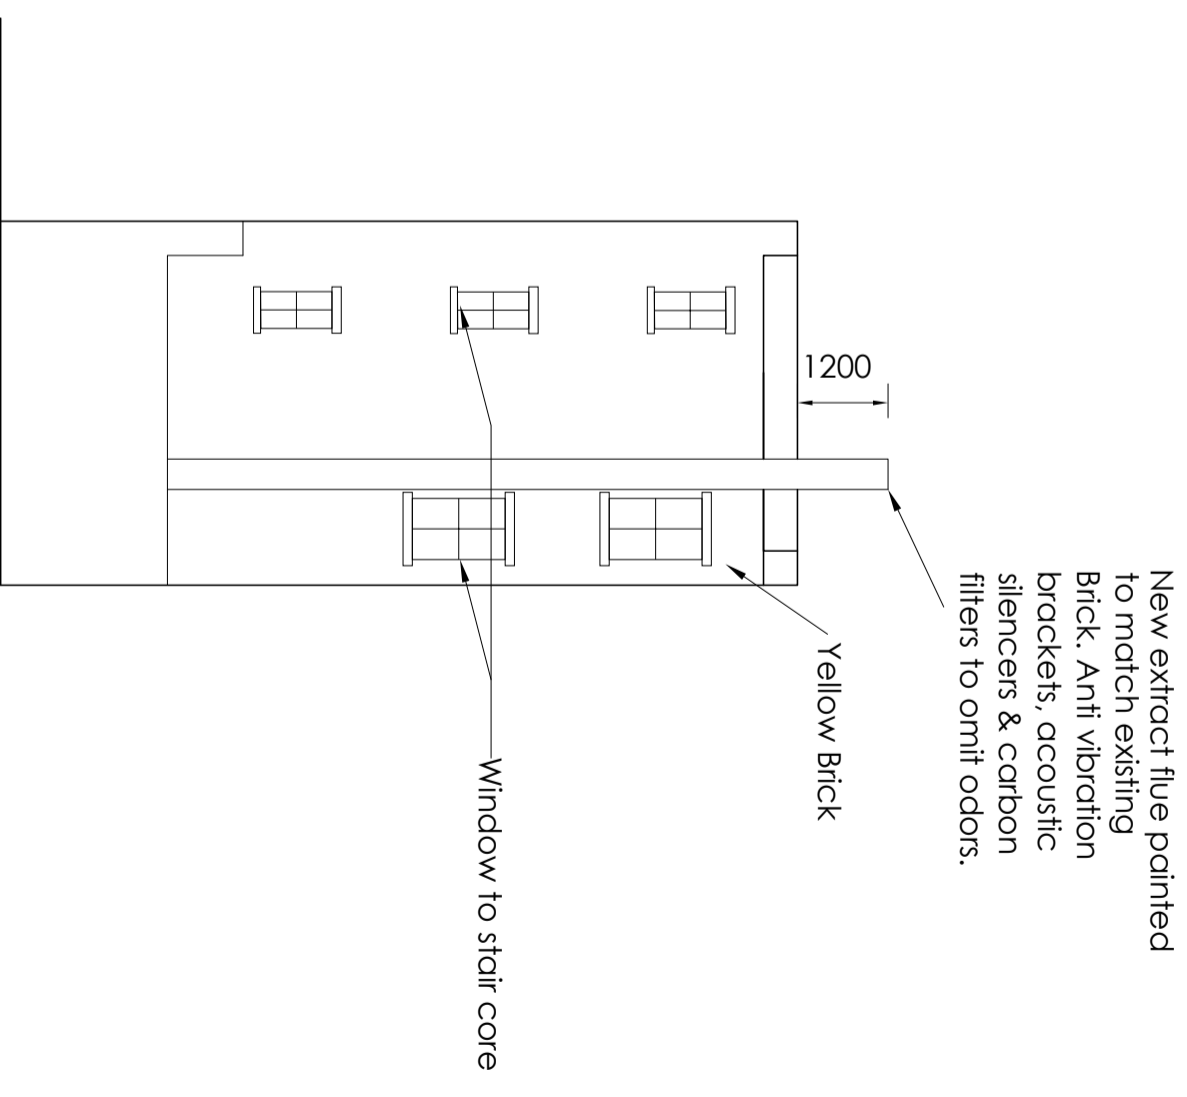 New extract flue painted
to match existing
Brick. Anti vibration
brackets, acoustic
silencers & carbon
filters to omit odors.
1200
Yellow Brick
Window to stair core